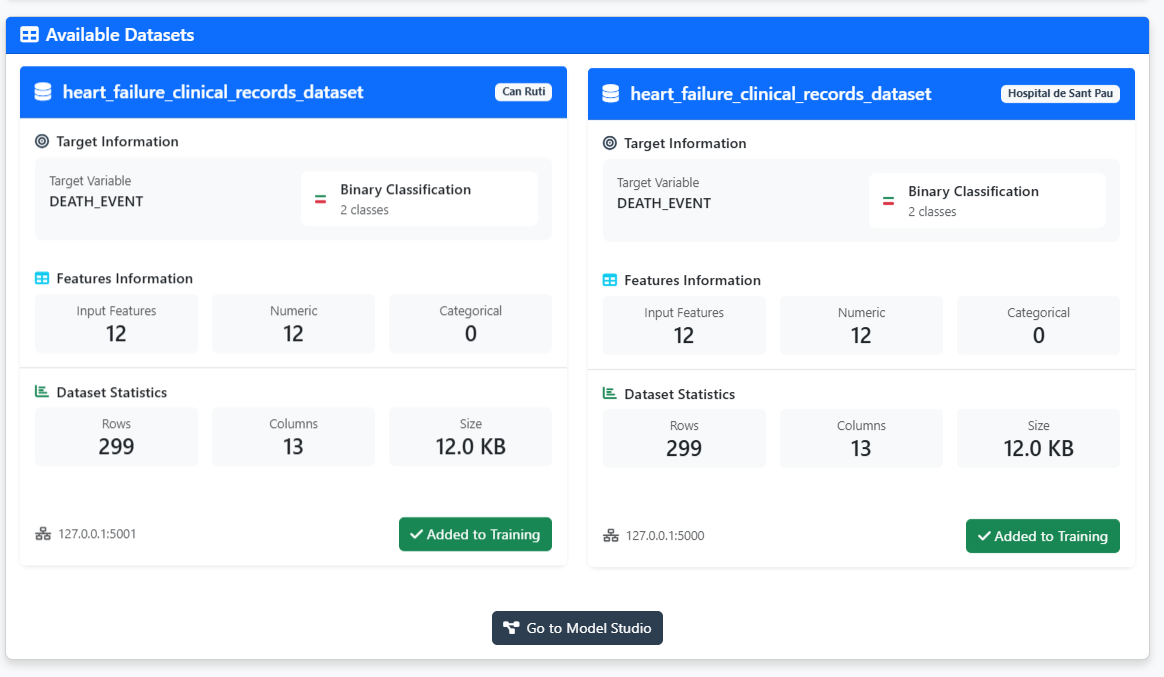 Available Datasets
heart_failure_clinical_records_dataset
Can Ruti
Target Information
Target Variable
DEATH_EVENT
Binary Classification
2 classes
Features Information
Input Features
12
Numeric
12
Categorical
0
Dataset Statistics
Rows
299
Columns
13
Size
12.0 KB
127.0.0.1:5001
Added to Training
heart_failure_clinical_records_dataset
Hospital de Sant Pau
Target Information
Target Variable
DEATH_EVENT
Binary Classification
2 classes
Features Information
Input Features
12
Numeric
12
Categorical
0
Dataset Statistics
Rows
299
Columns
13
Size
12.0 KB
127.0.0.1:5000
Added to Training
Go to Model Studio